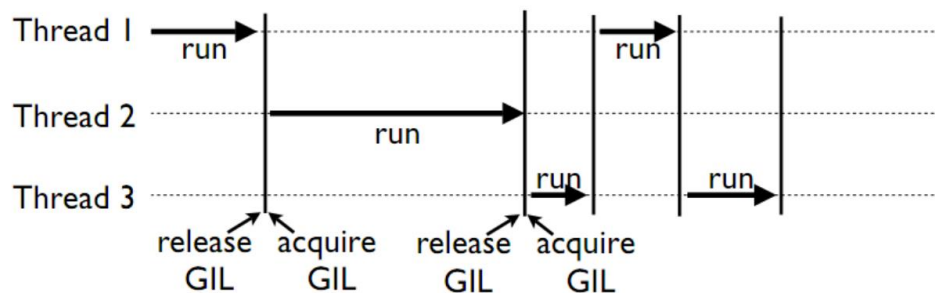 Thread 1
run
run
Thread 2
run
Thread 3
run
run
release GIL
acquire GIL
release GIL
acquire GIL